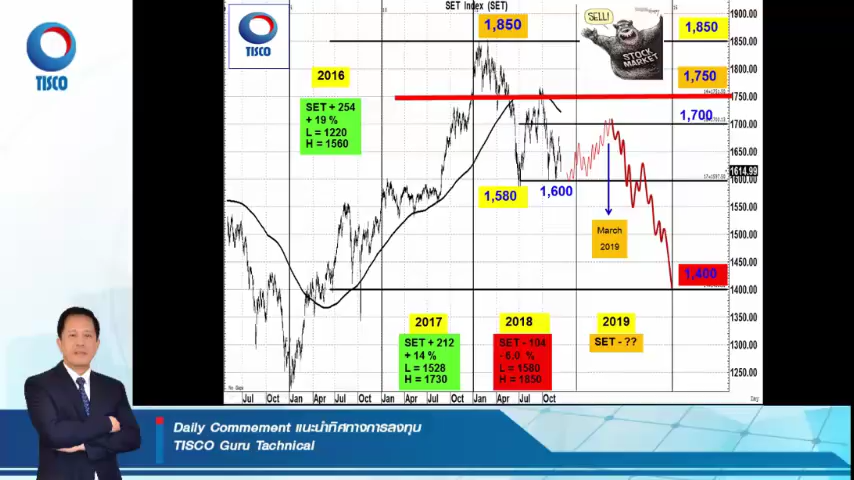 TISCO
TISCO
SET Index (SET)
1,850
SELL!
STOCK
MARKET
1,850
1,750
1,700
2016
SET + 254
+ 19 %
L = 1220
H = 1560
1,580
1,600
March
2019
1,400
2017
SET + 212
+ 14 %
L = 1528
H = 1730
2018
SET - 104
- 6.0 %
L = 1580
H = 1850
2019
SET - ??
1900.00
1850.00
1800.00
1750.00
1700.00
1650.00
1614.99
1600.00
1550.00
1500.00
1450.00
1400.00
1350.00
1300.00
1250.00
Jul Oct Jan Apr Jul Oct Jan Apr Jul Oct Jan Apr Jul Oct
Daily Commement แนะนำทิศทางการลงทุน
TISCO Guru Tachnical